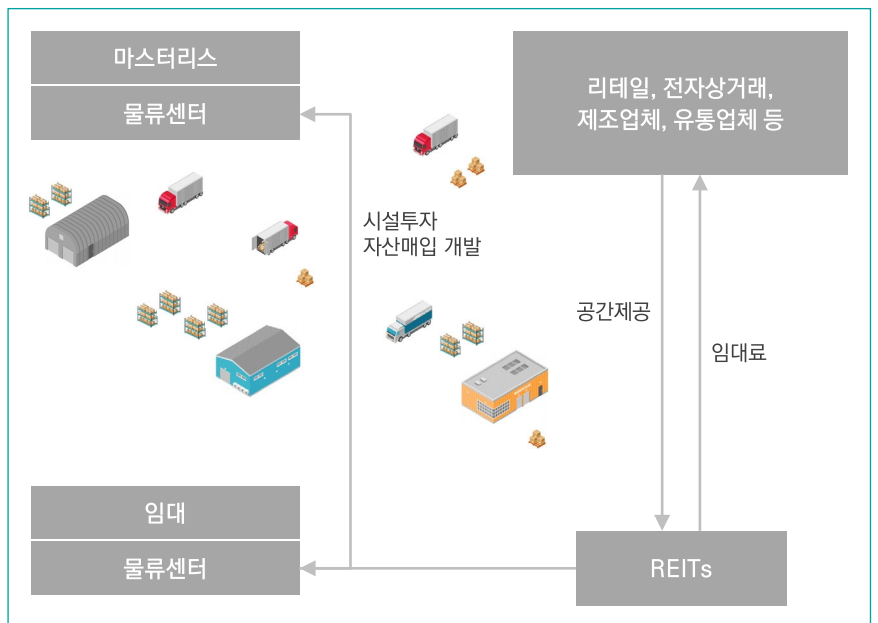 마스터리스
물류센터
리테일, 전자상거래,
제조업체, 유통업체 등
시설투자
자산매입 개발
공간제공
임대료
임대
물류센터
REITs